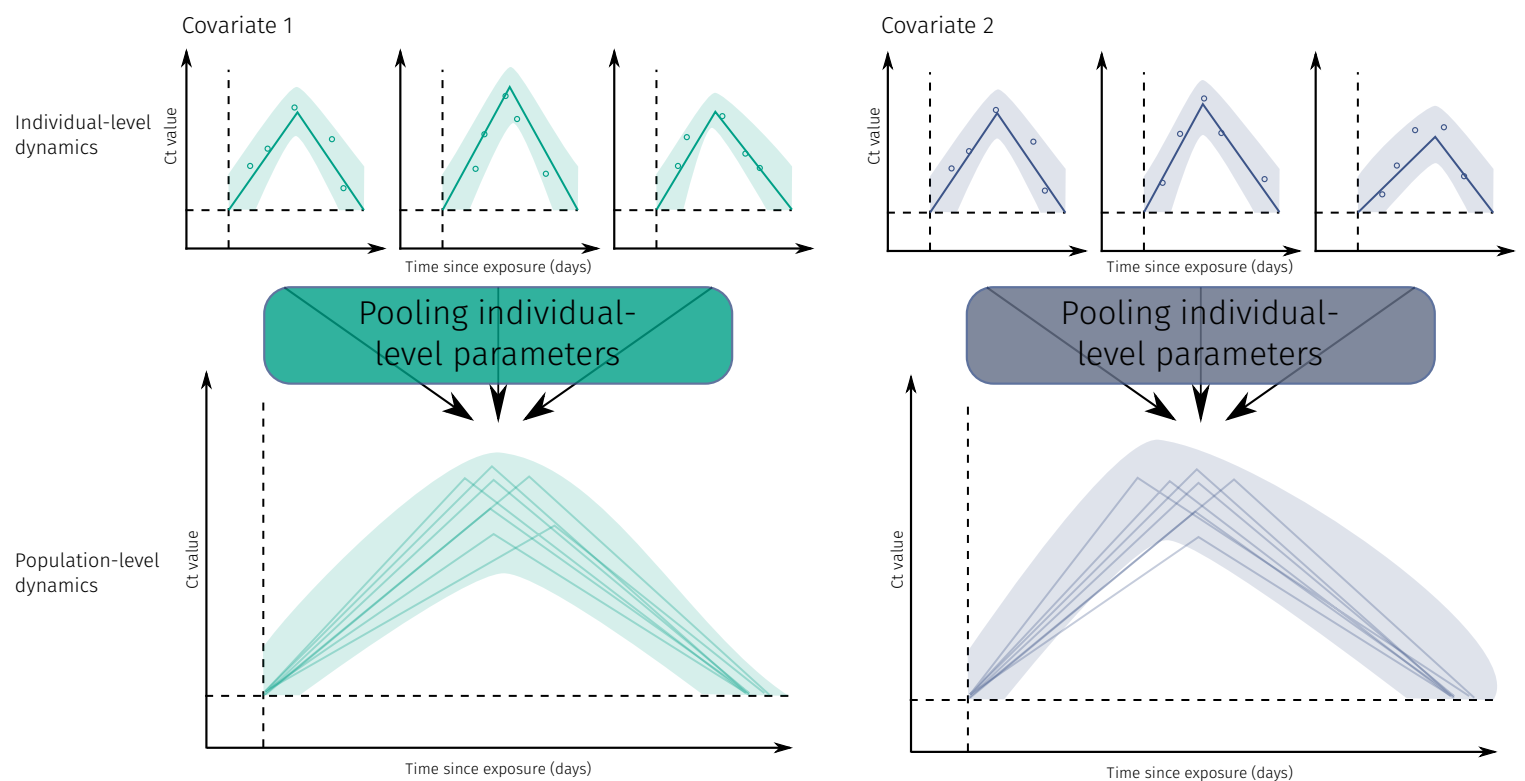 Covariate 1
Covariate 2
Individual-level
dynamics
Ct value
Ct value
Time since exposure (days)
Time since exposure (days)
Pooling individual-
level parameters
Pooling individual-
level parameters
Population-level
dynamics
Ct value
Ct value
Time since exposure (days)
Time since exposure (days)